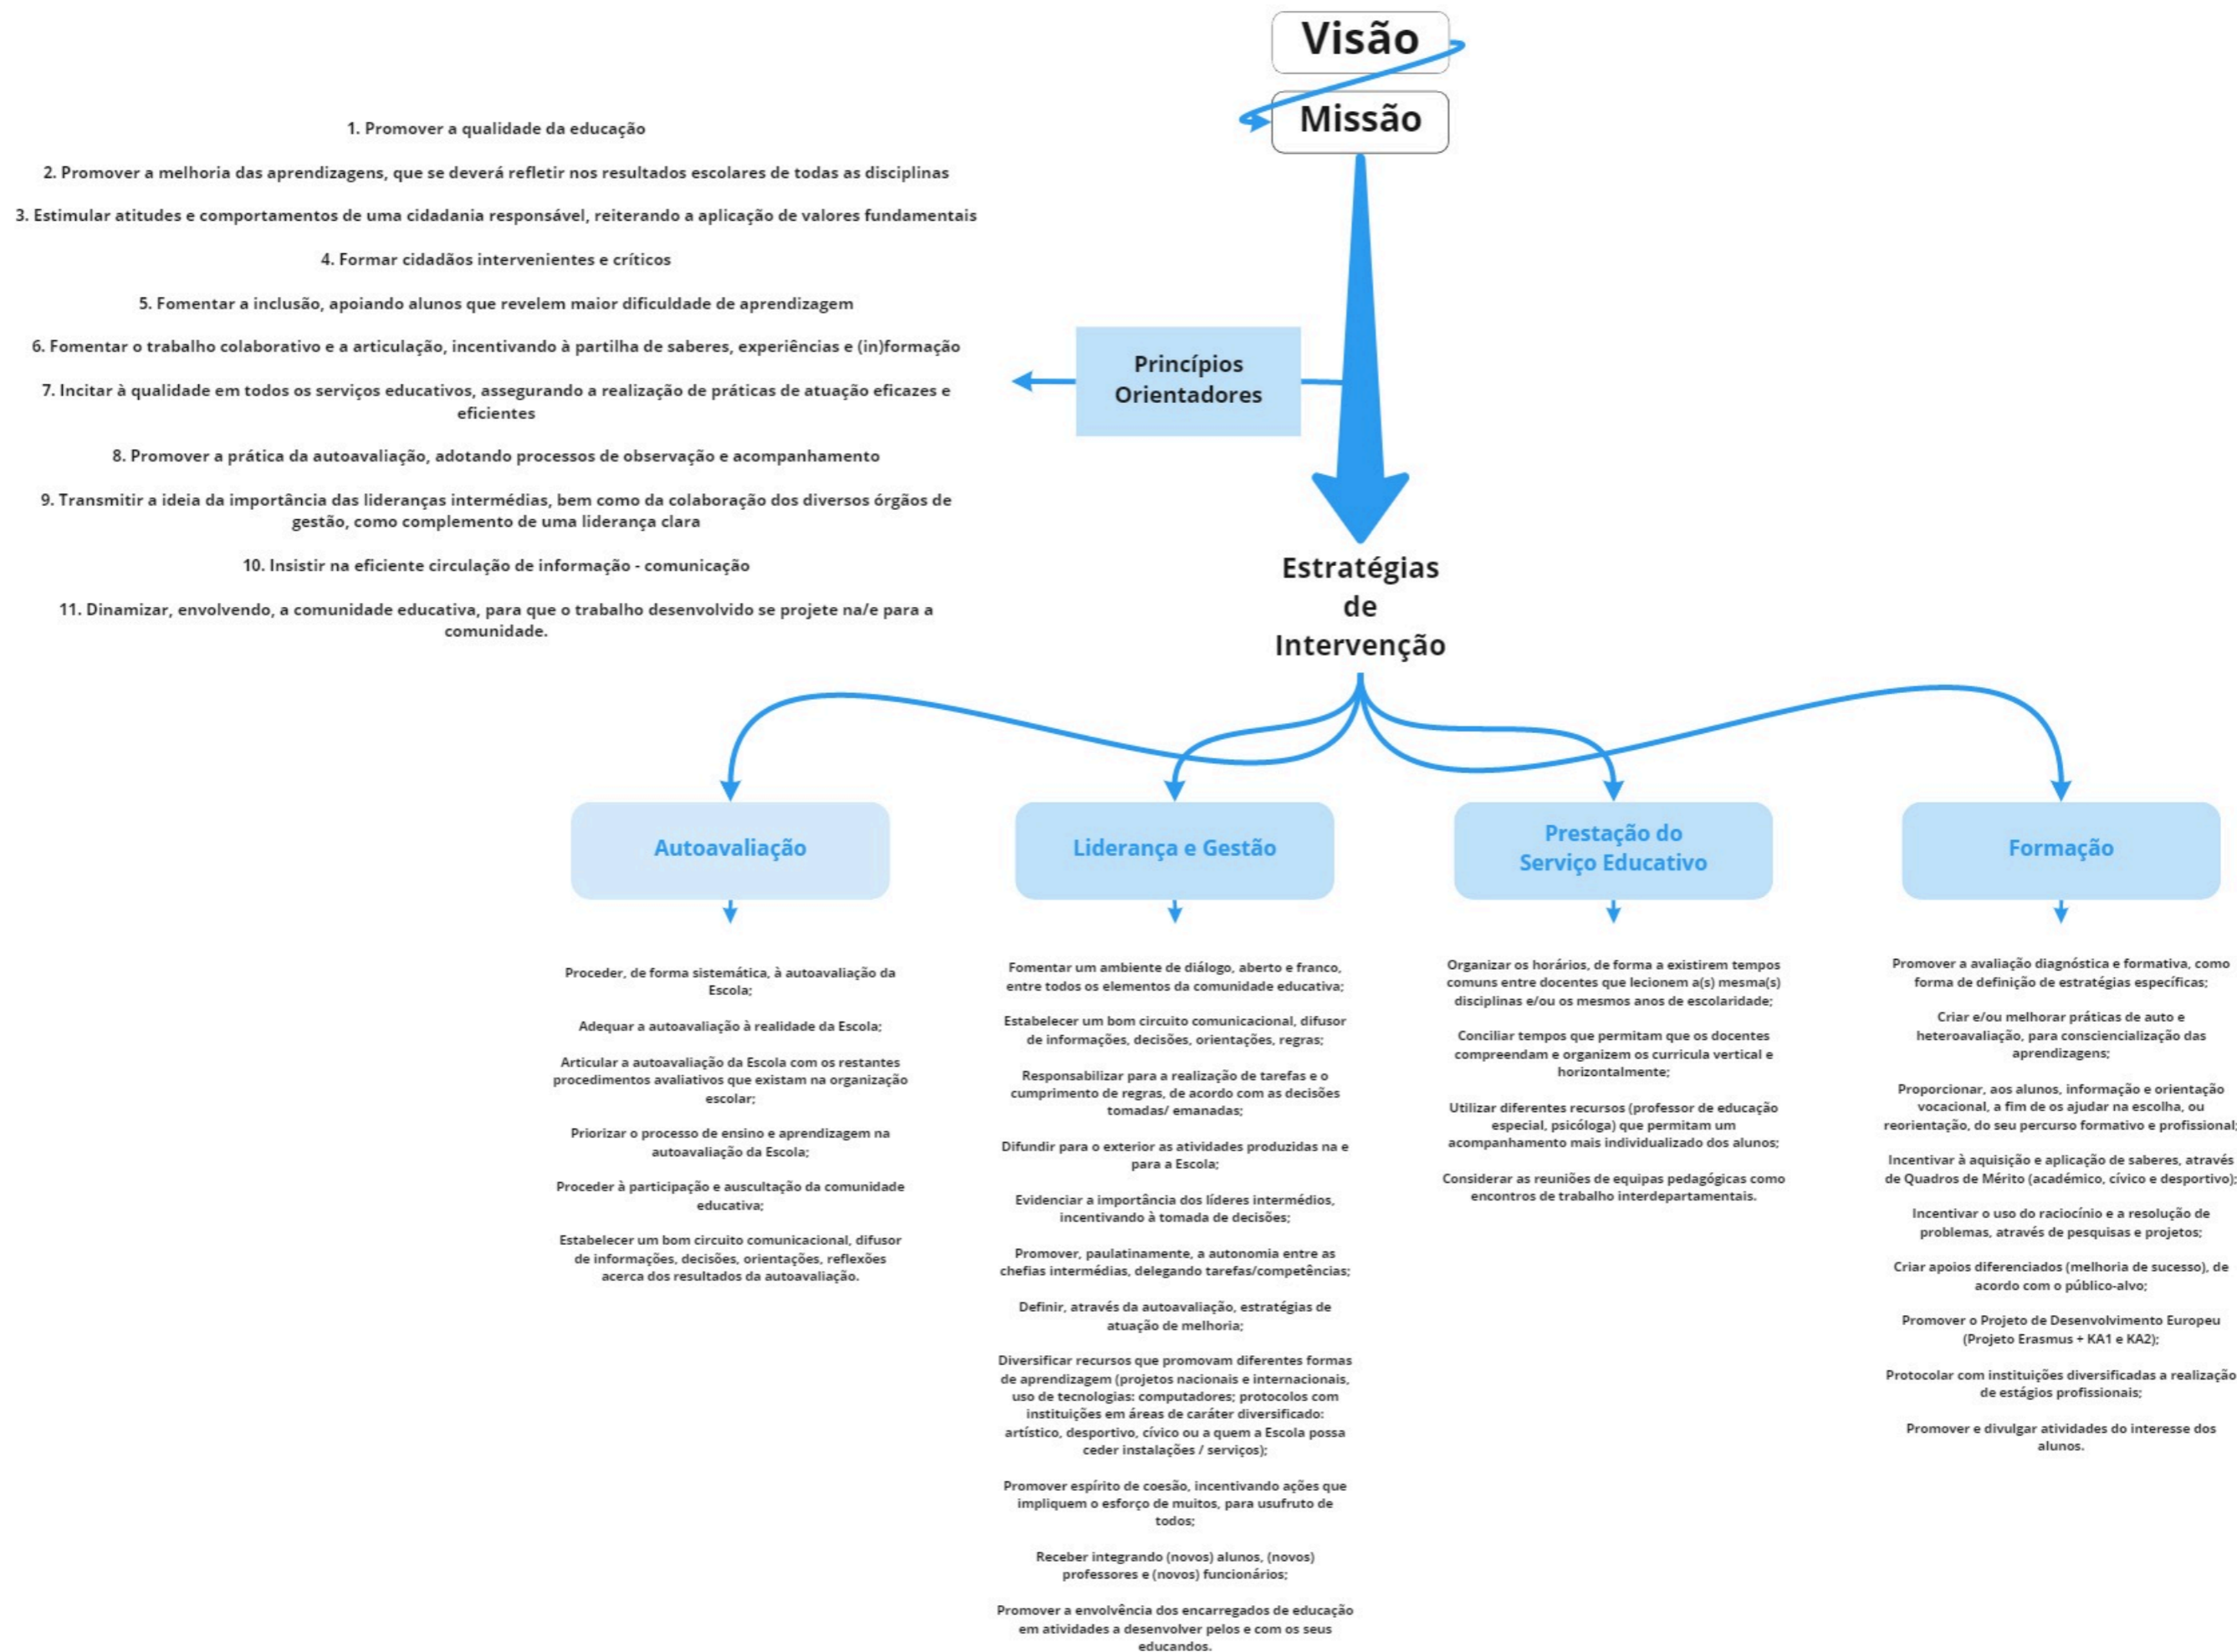 Visão
Missão
1. Promover a qualidade da educação
2. Promover a melhoria das aprendizagens, que se deverá refletir nos resultados escolares de todas as disciplinas
3. Estimular atitudes e comportamentos de uma cidadania responsável, reiterando a aplicação de valores fundamentais
4. Formar cidadãos intervenientes e críticos
5. Fomentar a inclusão, apoiando alunos que revelem maior dificuldade de aprendizagem
6. Fomentar o trabalho colaborativo e a articulação, incentivando à partilha de saberes, experiências e (in)formação
7. Incitar à qualidade em todos os serviços educativos, assegurando a realização de práticas de atuação eficazes e
eficientes
8. Promover a prática da autoavaliação, adotando processos de observação e acompanhamento
9. Transmitir a ideia da importância das lideranças intermédias, bem como da colaboração dos diversos órgãos de
gestão, como complemento de uma liderança clara
10. Insistir na eficiente circulação de informação - comunicação
11. Dinamizar, envolvendo, a comunidade educativa, para que o trabalho desenvolvido se projete na/e para a
comunidade.
Princípios
Orientadores
Estratégias
de
Intervenção
Autoavaliação
Proceder, de forma sistemática, à autoavaliação da
Escola;
Adequar a autoavaliação à realidade da Escola;
Articular a autoavaliação da Escola com os restantes
procedimentos avaliativos que existam na organização
escolar;
Priorizar o processo de ensino e aprendizagem na
autoavaliação da Escola;
Proceder à participação e auscultação da comunidade
educativa;
Estabelecer um bom circuito comunicacional, difusor
de informações, decisões, orientações, reflexões
acerca dos resultados da autoavaliação.
Liderança e Gestão
Fomentar um ambiente de diálogo, aberto e franco,
entre todos os elementos da comunidade educativa;
Estabelecer um bom circuito comunicacional, difusor
de informações, decisões, orientações, regras;
Responsabilizar para a realização de tarefas e o
cumprimento de regras, de acordo com as decisões
tomadas/ emanadas;
Difundir para o exterior as atividades produzidas na e
para a Escola;
Evidenciar a importância dos líderes intermédios,
incentivando à tomada de decisões;
Promover, paulatinamente, a autonomia entre as
chefias intermédias, delegando tarefas/competências;
Definir, através da autoavaliação, estratégias de
atuação de melhoria;
Diversificar recursos que promovam diferentes formas
de aprendizagem (projetos nacionais e internacionais,
uso de tecnologias: computadores; protocolos com
instituições em áreas de caráter diversificado:
artístico, desportivo, cívico ou a quem a Escola possa
ceder instalações / serviços);
Promover espírito de coesão, incentivando ações que
impliquem o esforço de muitos, para usufruto de
todos;
Receber integrando (novos) alunos, (novos)
professores e (novos) funcionários;
Promover a envolvência dos encarregados de educação
em atividades a desenvolver pelos e com os seus
educandos.
Prestação do
Serviço Educativo
Organizar os horários, de forma a existirem tempos
comuns entre docentes que lecionem a(s) mesma(s)
disciplinas e/ou os mesmos anos de escolaridade;
Conciliar tempos que permitam que os docentes
compreendam e organizem os curricula vertical e
horizontalmente;
Utilizar diferentes recursos (professor de educação
especial, psicóloga) que permitam um
acompanhamento mais individualizado dos alunos;
Considerar as reuniões de equipas pedagógicas como
encontros de trabalho interdepartamentais.
Formação
Promover a avaliação diagnóstica e formativa, como
forma de definição de estratégias específicas;
Criar e/ou melhorar práticas de auto e
heteroavaliação, para consciencialização das
aprendizagens;
Proporcionar, aos alunos, informação e orientação
vocacional, a fim de os ajudar na escolha, ou
reorientação, do seu percurso formativo e profissional;
Incentivar à aquisição e aplicação de saberes, através
de Quadros de Mérito (académico, cívico e desportivo);
Incentivar o uso do raciocínio e a resolução de
problemas, através de pesquisas e projetos;
Criar apoios diferenciados (melhoria de sucesso), de
acordo com o público-alvo;
Promover o Projeto de Desenvolvimento Europeu
(Projeto Erasmus + KA1 e KA2);
Protocolar com instituições diversificadas a realização
de estágios profissionais;
Promover e divulgar atividades do interesse dos
alunos.